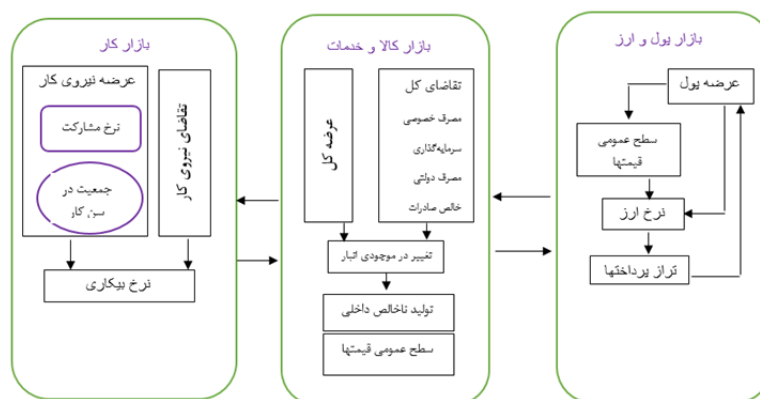 بازار پول و ارز
عرضه پول
سطح عمومی
قیمتها
نرخ ارز
تراز پرداختها
بازار کالا و خدمات
تقاضای کل
مصرف خصوصی
سرمایه‌گذاری
مصرف دولتی
خالص صادرات
عرضه کل
تغییر در موجودی انبار
تولید ناخالص داخلی
سطح عمومی قیمتها
بازار کار
عرضه نیروی کار
نرخ مشارکت
جمعیت در
سن کار
تقاضای نیروی کار
نرخ بیکاری